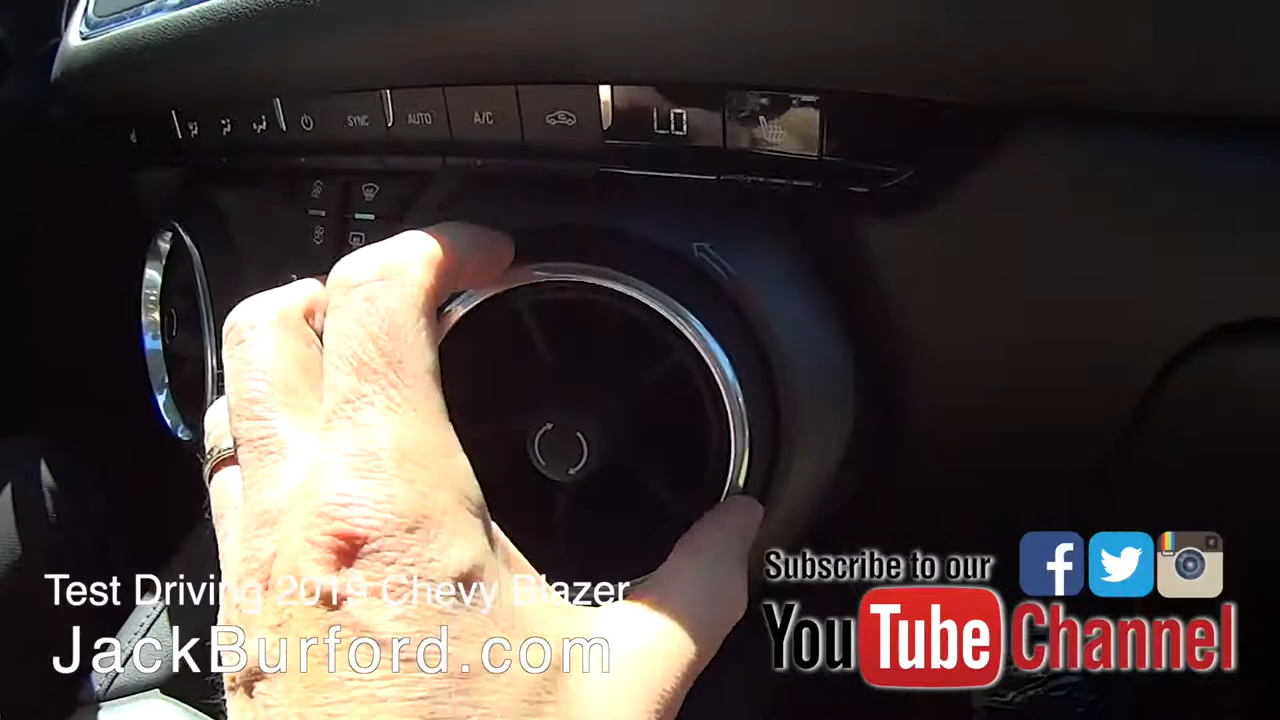 SYNC
AUTO
A/C
LO
Test Driving 2019 Chevy Blazer
JackBurford.com
Subscribe to our
YouTube Channel